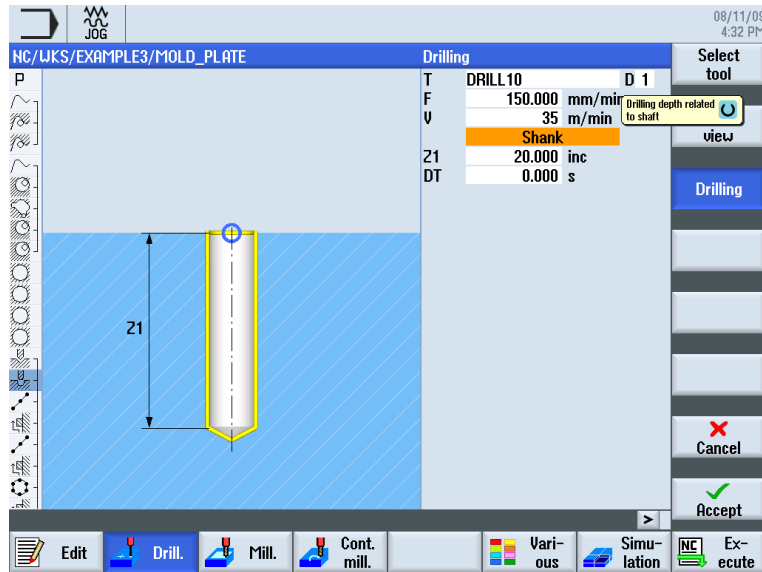 08/11/09
4:32 PM
JOG
NC/WKS/EXAMPLE3/MOLD_PLATE
Drilling
Select
tool
P
T DRILL10 D 1
F 150.000 mm/min
Drilling depth related
to shaft
V 35 m/min
view
Shank
Z1 20.000 inc
DT 0.000 s
Drilling
Z1
Cancel
Accept
>
Edit
Drill.
Mill.
Cont.
mill.
Vari-
ous
Simu-
lation
NC
Ex-
ecute